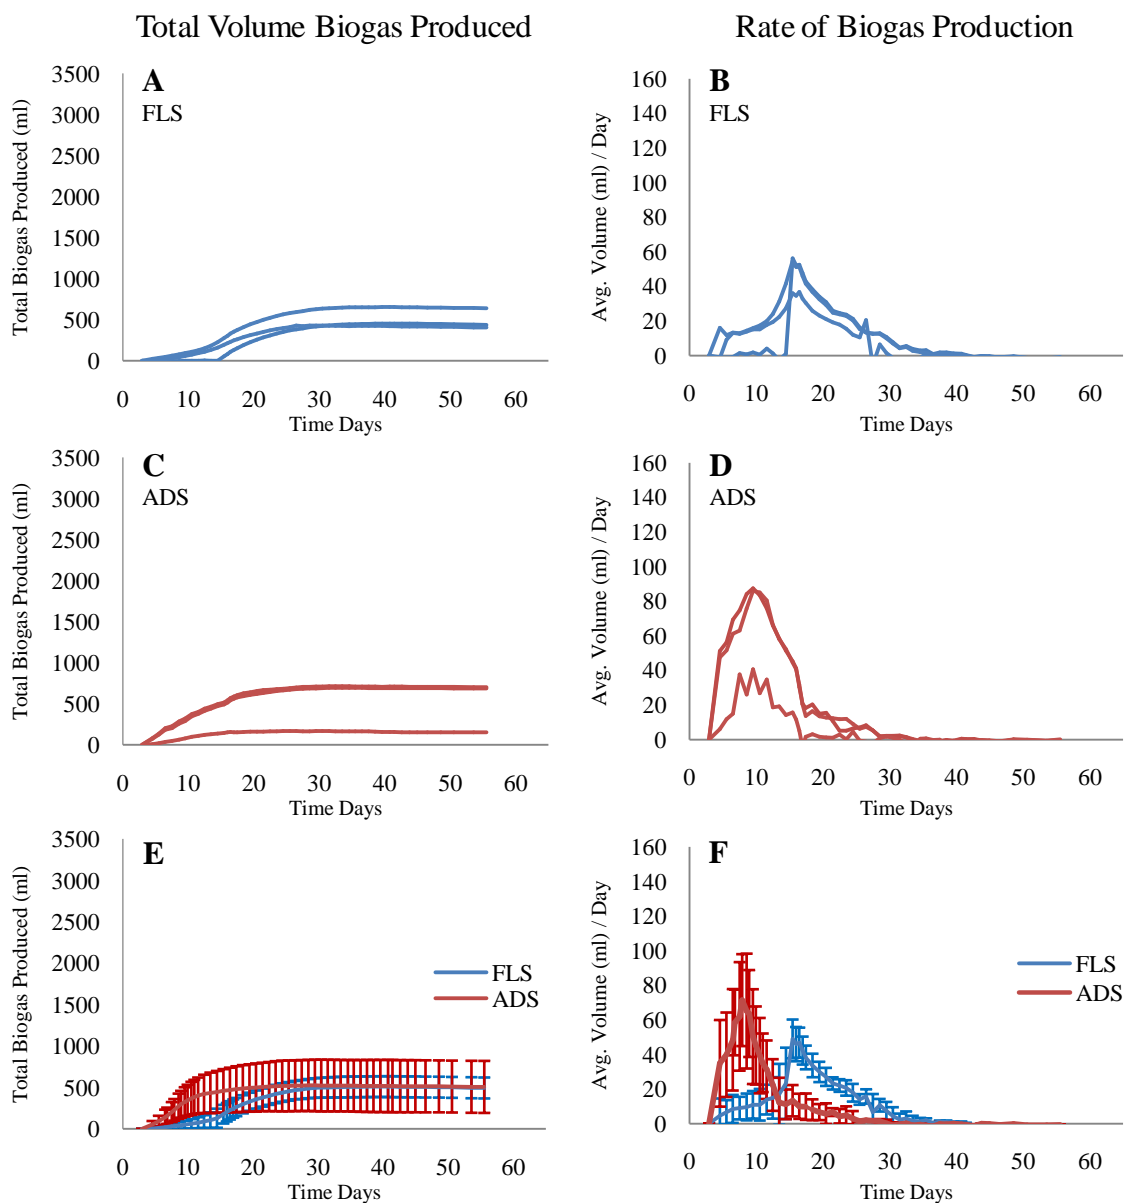 Total Volume Biogas Produced
Rate of Biogas Production
A
FLS
Total Biogas Produced (ml)
3500
3000
2500
2000
1500
1000
500
0
0 10 20 30 40 50 60
Time Days
B
FLS
Avg. Volume (ml) / Day
160
140
120
100
80
60
40
20
0
0 10 20 30 40 50 60
Time Days
C
ADS
Total Biogas Produced (ml)
3500
3000
2500
2000
1500
1000
500
0
0 10 20 30 40 50 60
Time Days
D
ADS
Avg. Volume (ml) / Day
160
140
120
100
80
60
40
20
0
0 10 20 30 40 50 60
Time Days
E
Total Biogas Produced (ml)
3500
3000
2500
2000
1500
1000
500
0
0 10 20 30 40 50 60
Time Days
FLS
ADS
F
Avg. Volume (ml) / Day
160
140
120
100
80
60
40
20
0
0 10 20 30 40 50 60
Time Days
FLS
ADS